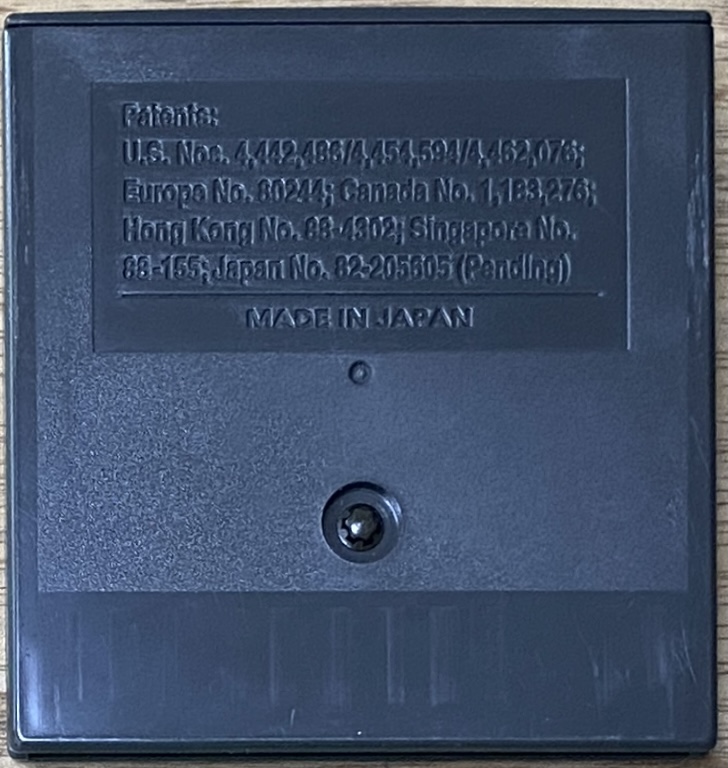 Patents:
U.S. Nos. 4,442,486/4,454,594/4,462,076;
Europe No. 80244; Canada No. 1,183,276;
Hong Kong No. 88-4302; Singapore No.
88-155; Japan No. 82-205605 (Pending)
MADE IN JAPAN